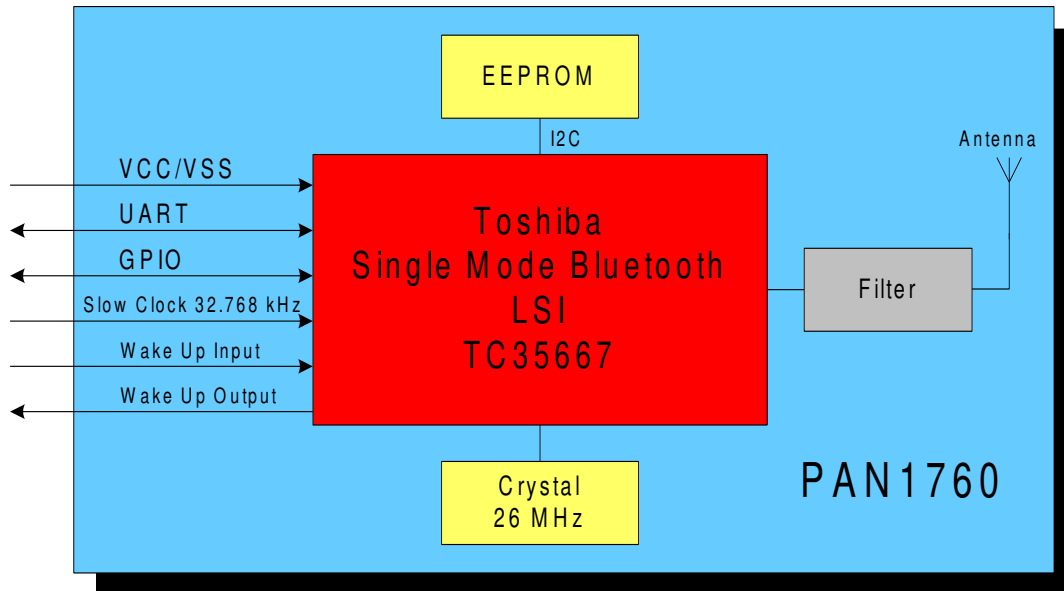 EEPROM
I2C
Antenna
VCC/VSS
UART
GPIO
Slow Clock 32.768 kHz
Wake Up Input
Wake Up Output
Toshiba
Single Mode Bluetooth
LSI
TC35667
Filter
Crystal
26 MHz
PAN1760